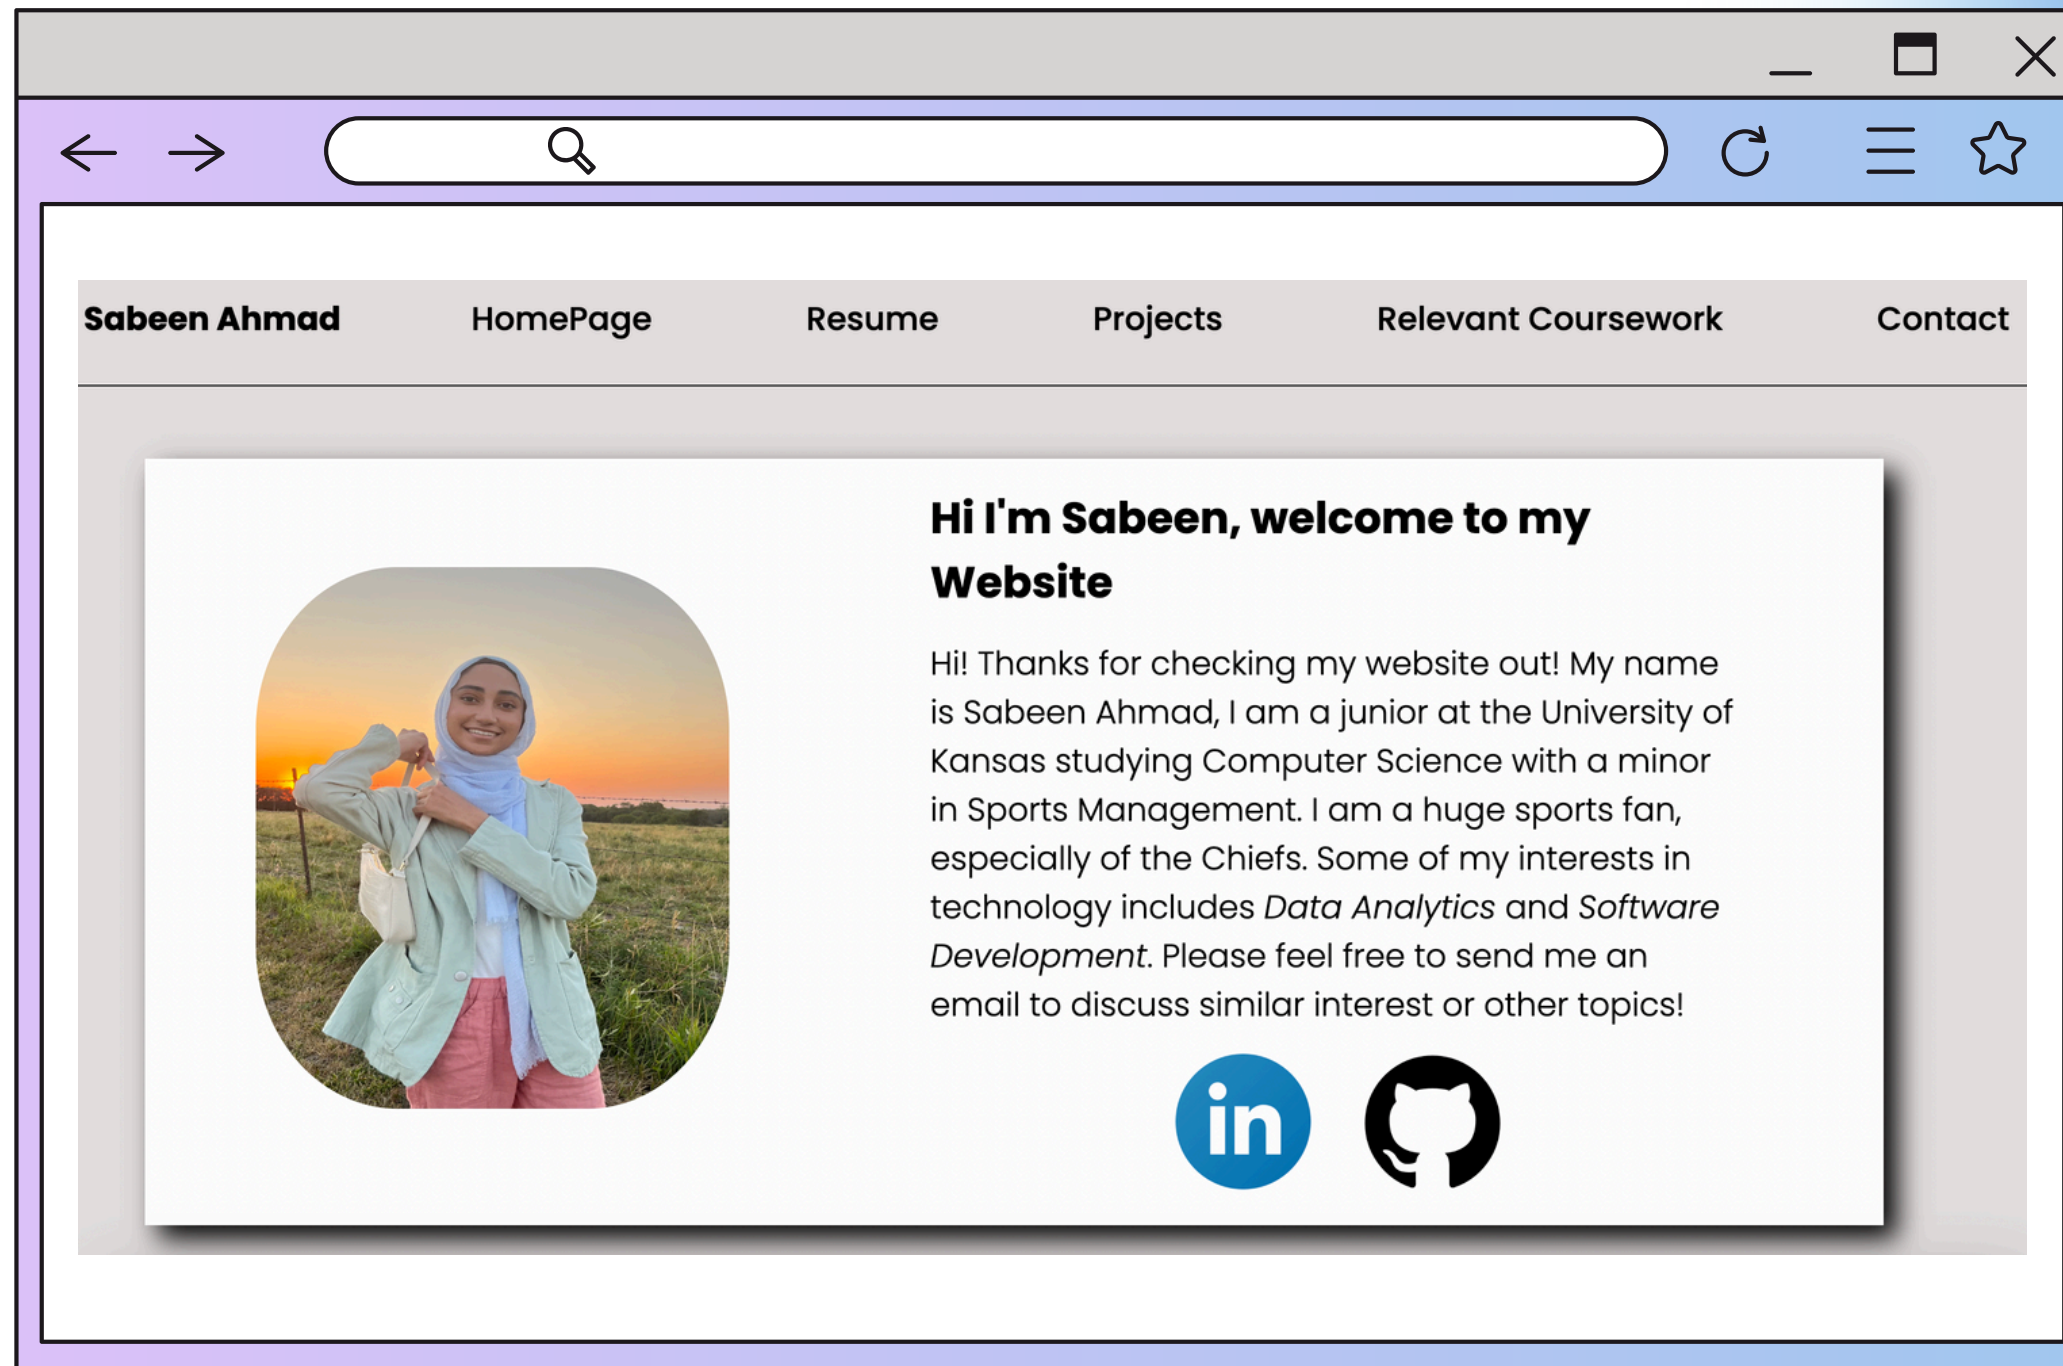 Sabeen Ahmad HomePage Resume Projects Relevant Coursework Contact
Hi I'm Sabeen, welcome to my
Website
Hi! Thanks for checking my website out! My name
is Sabeen Ahmad, I am a junior at the University of
Kansas studying Computer Science with a minor
in Sports Management. I am a huge sports fan,
especially of the Chiefs. Some of my interests in
technology includes Data Analytics and Software
Development. Please feel free to send me an
email to discuss similar interest or other topics!
in